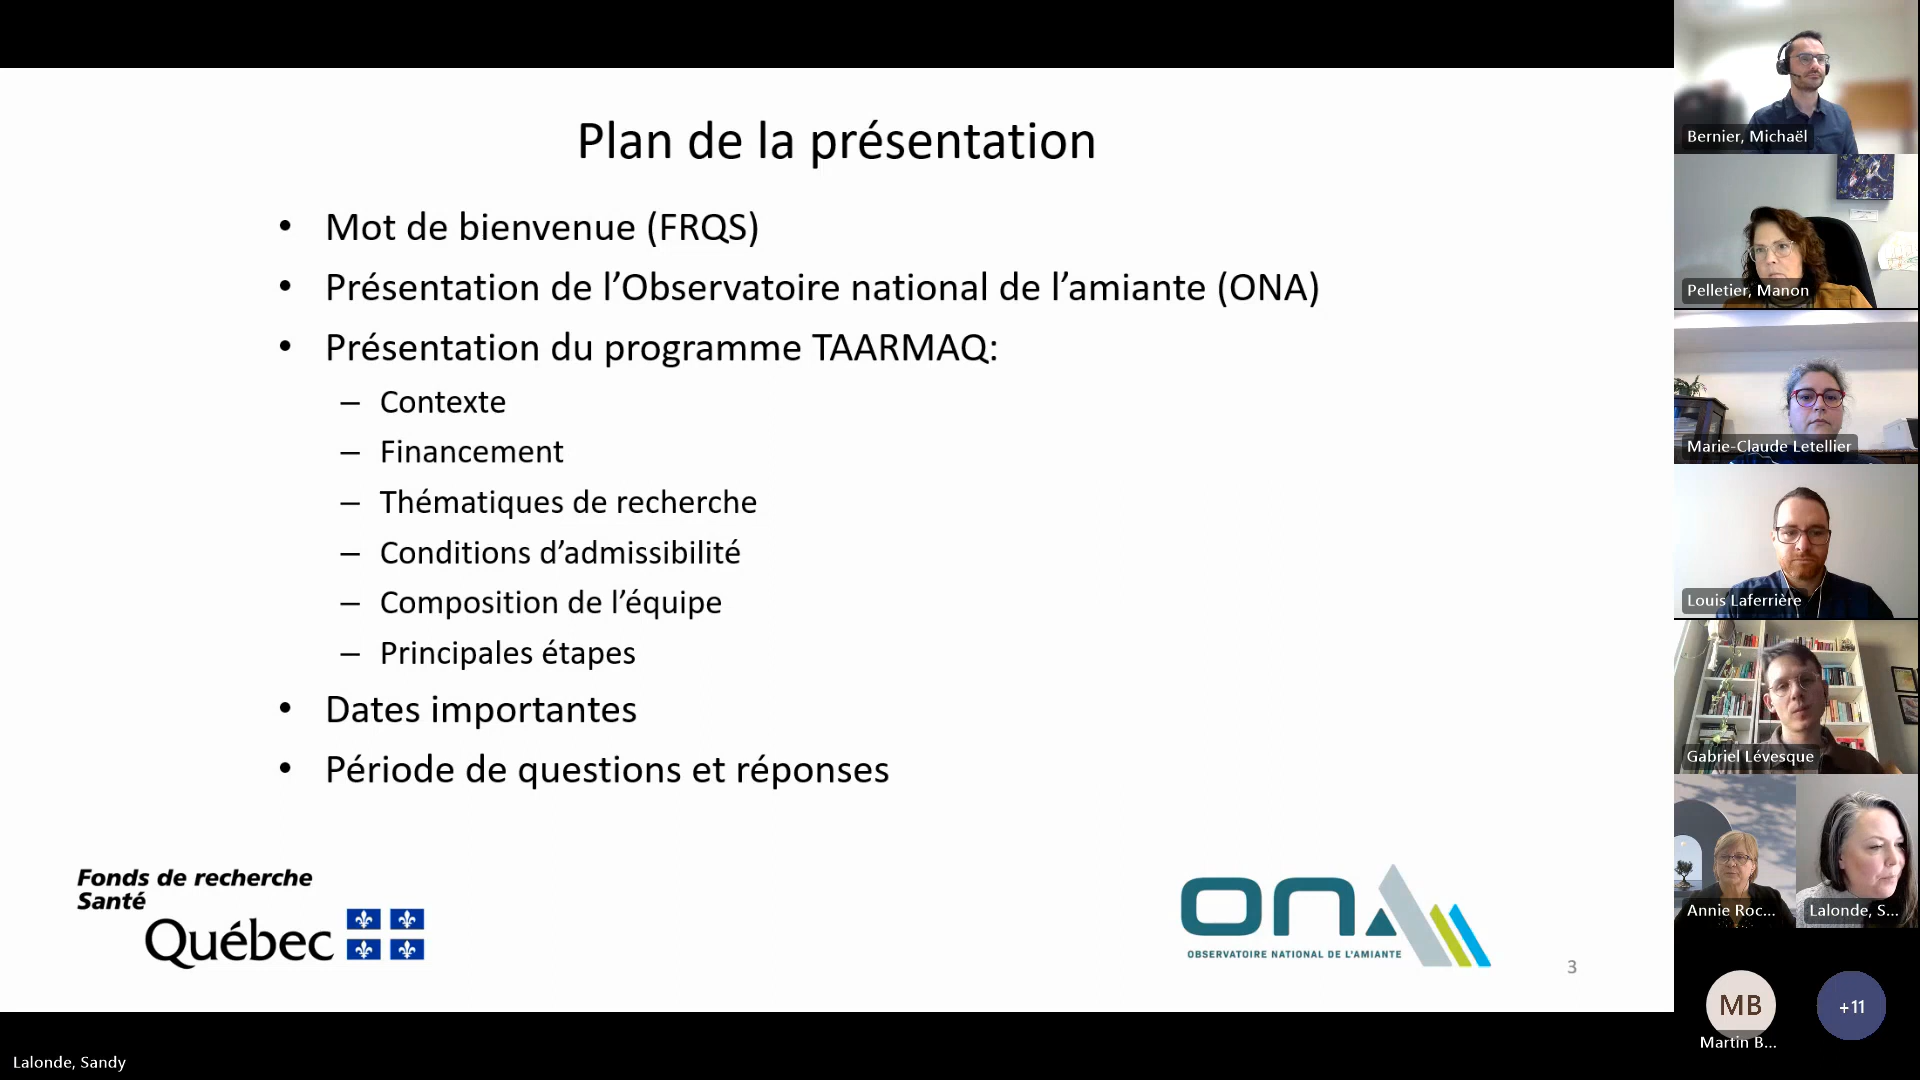 Plan de la présentation
• Mot de bienvenue (FRQS)
• Présentation de l’Observatoire national de l’amiante (ONA)
• Présentation du programme TAARMAQ:
– Contexte
– Financement
– Thématiques de recherche
– Conditions d’admissibilité
– Composition de l’équipe
– Principales étapes
• Dates importantes
• Période de questions et réponses
Fonds de recherche
Santé
Québec
ONA
OBSERVATOIRE NATIONAL DE L'AMIANTE
3
Lalonde, Sandy
Bernier, Michaël
Pelletier, Manon
Marie-Claude Letellier
Louis Laferrière
Gabriel Lévesque
Annie Roc...
Lalonde, S...
MB
Martin B...
+11